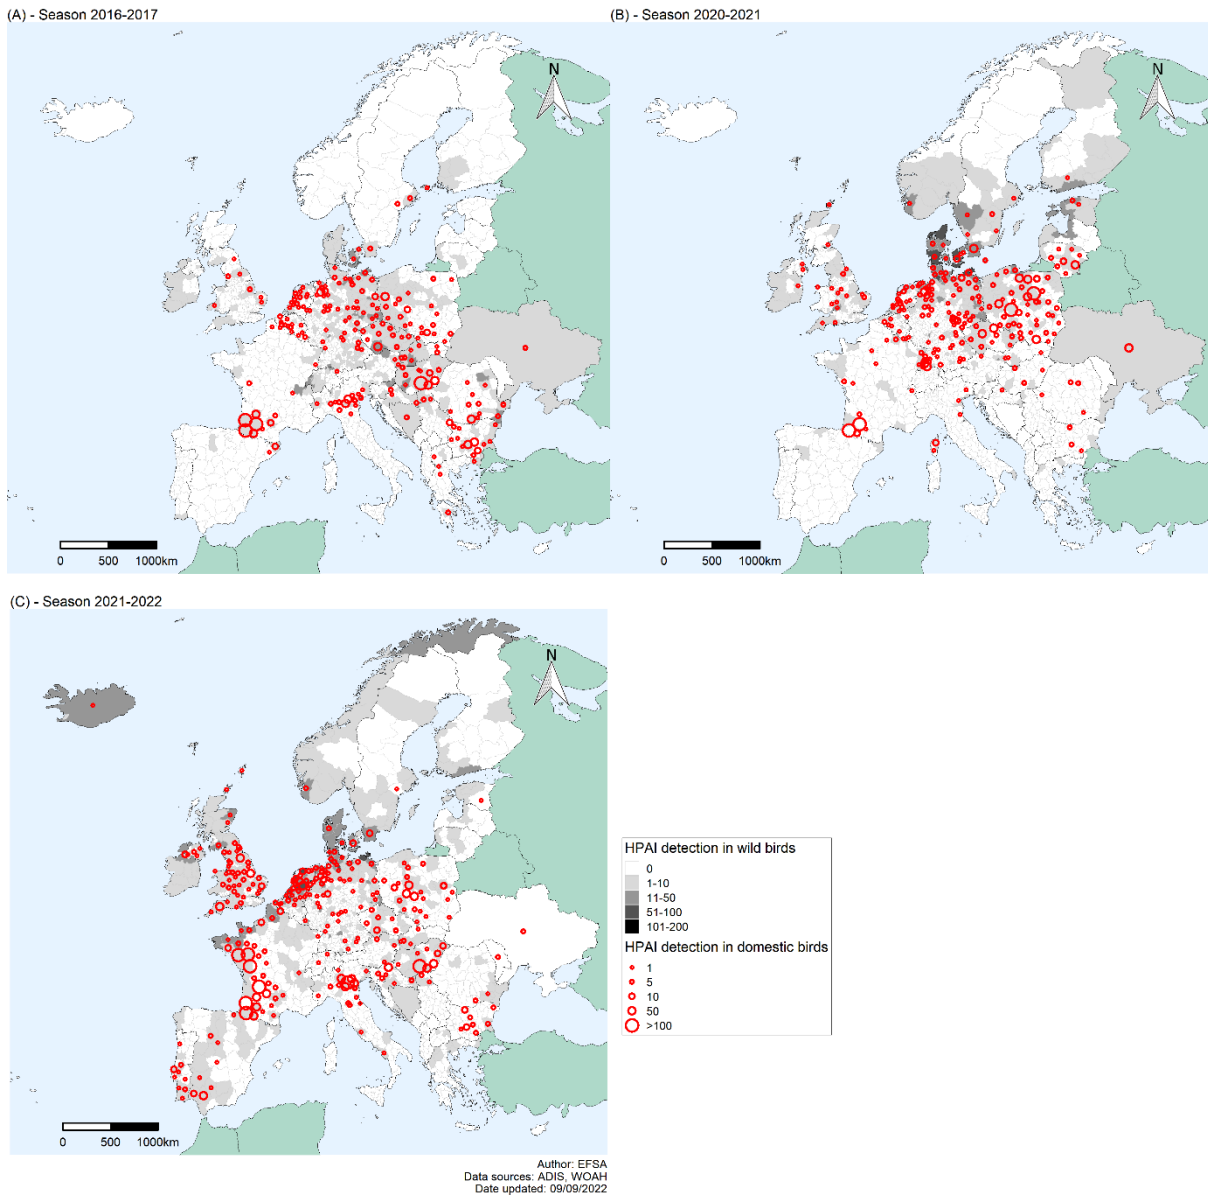 (A) - Season 2016-2017
(B) - Season 2020-2021
N
N
0 500 1000km
0 500 1000km
(C) - Season 2021-2022
N
HPAI detection in wild birds
0
1-10
11-50
51-100
101-200
HPAI detection in domestic birds
1
5
10
50
>100
0 500 1000km
Author: EFSA
Data sources: ADIS, WOAH
Date updated: 09/09/2022